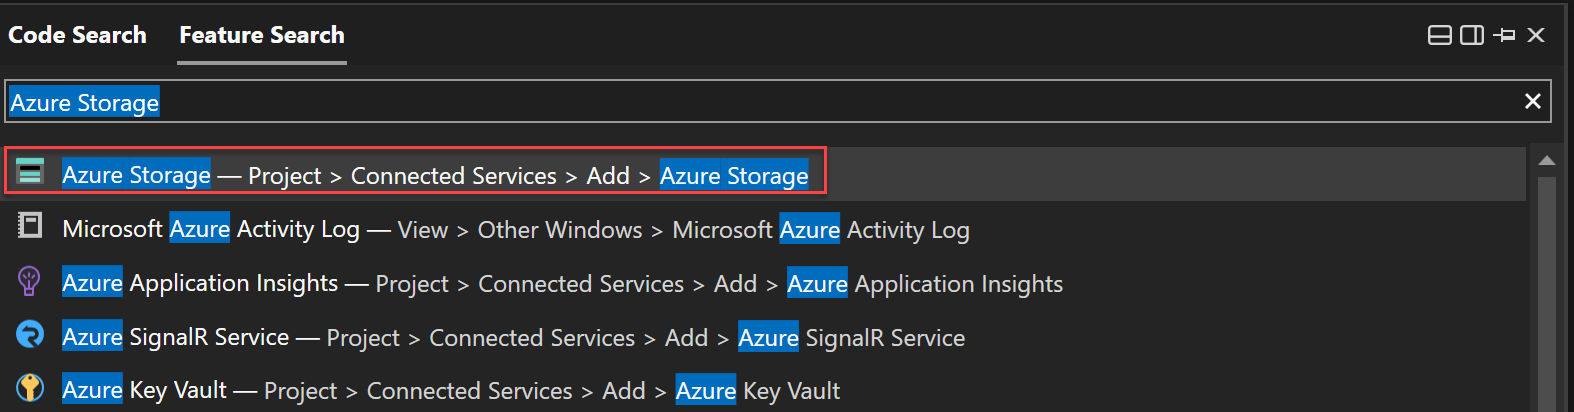 Code Search Feature Search
Azure Storage
Azure Storage — Project > Connected Services > Add > Azure Storage
Microsoft Azure Activity Log — View > Other Windows > Microsoft Azure Activity Log
Azure Application Insights — Project > Connected Services > Add > Azure Application Insights
Azure SignalR Service — Project > Connected Services > Add > Azure SignalR Service
Azure Key Vault — Project > Connected Services > Add > Azure Key Vault